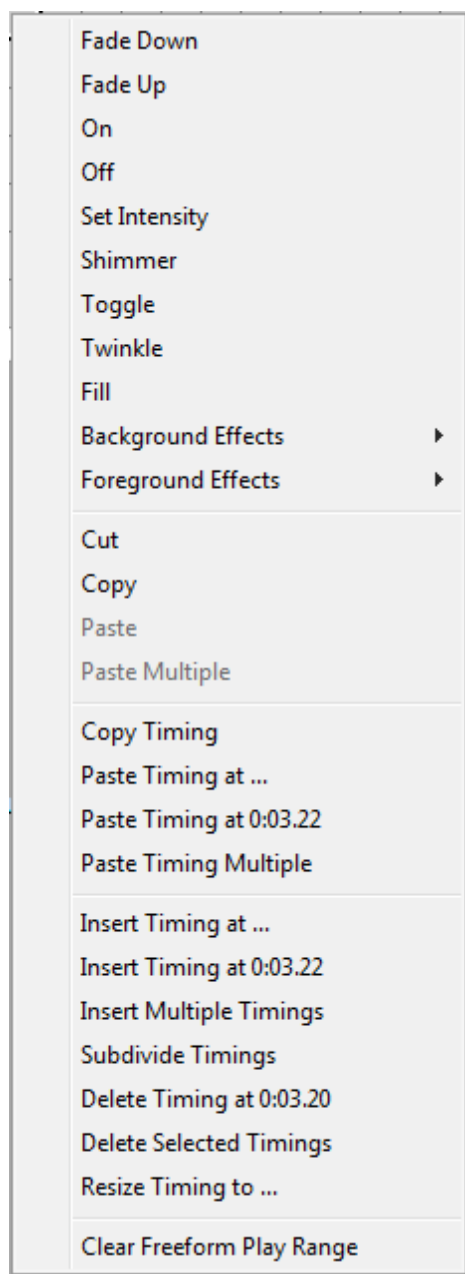 Fade Down
Fade Up
On
Off
Set Intensity
Shimmer
Toggle
Twinkle
Fill
Background Effects
Foreground Effects
Cut
Copy
Paste
Paste Multiple
Copy Timing
Paste Timing at ...
Paste Timing at 0:03.22
Paste Timing Multiple
Insert Timing at ...
Insert Timing at 0:03.22
Insert Multiple Timings
Subdivide Timings
Delete Timing at 0:03.20
Delete Selected Timings
Resize Timing to ...
Clear Freeform Play Range